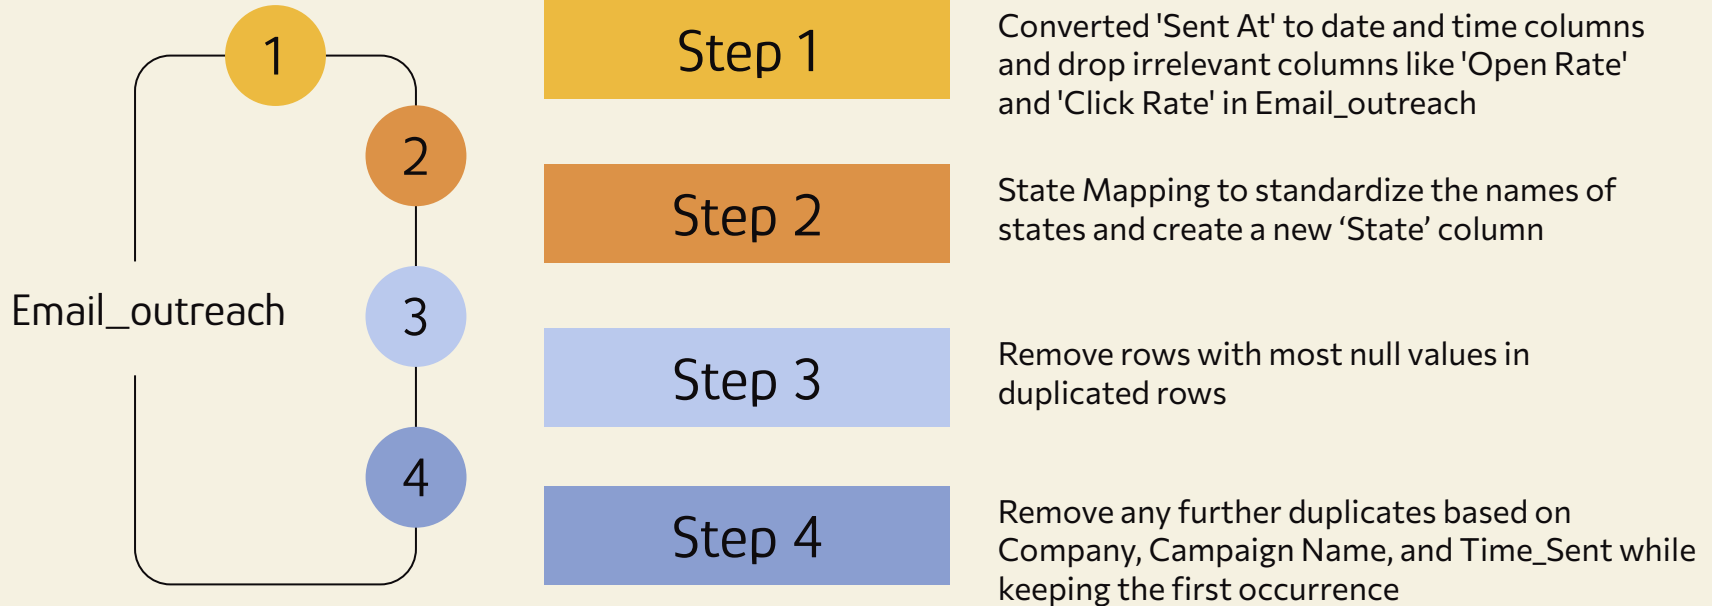 1
2
3
4
Email_outreach
Step 1
Converted 'Sent At' to date and time columns
and drop irrelevant columns like 'Open Rate'
and 'Click Rate' in Email_outreach
Step 2
State Mapping to standardize the names of
states and create a new ‘State’ column
Step 3
Remove rows with most null values in
duplicated rows
Step 4
Remove any further duplicates based on
Company, Campaign Name, and Time_Sent while
keeping the first occurrence